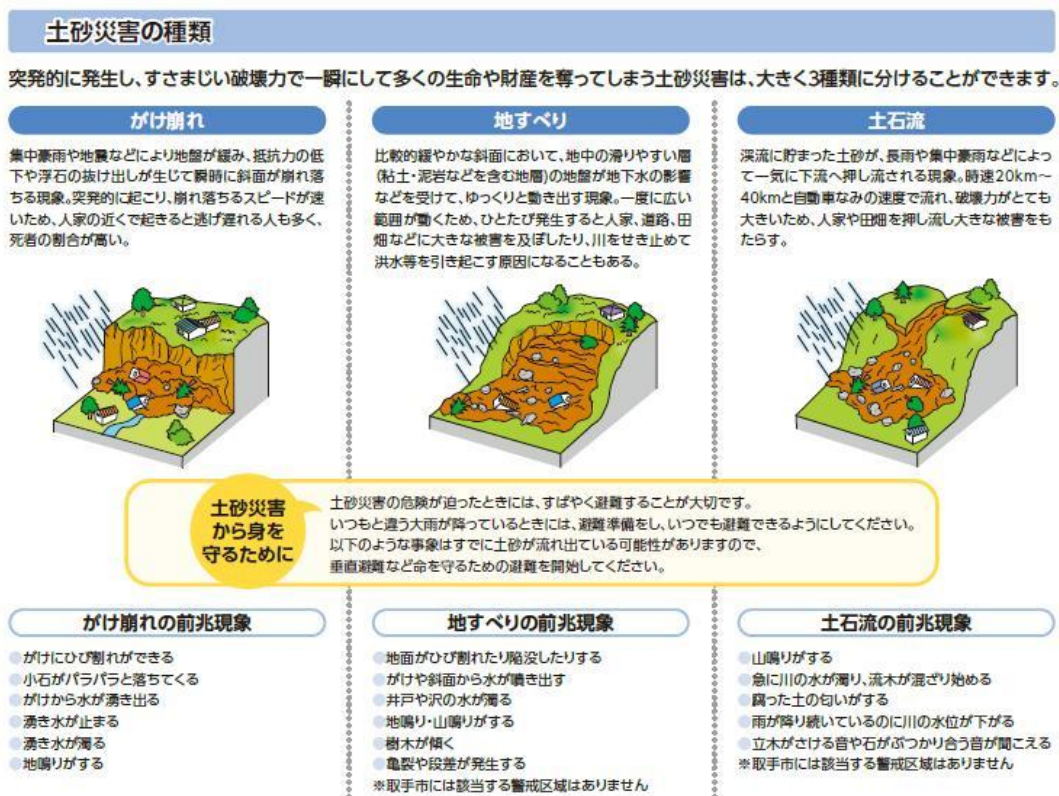 土砂災害の種類
突発的に発生し、すさまじい破壊力で一瞬にして多くの生命や財産を奪ってしまう土砂災害は、大きく3種類に分けることができます。
がけ崩れ
集中豪雨や地震などにより地盤が緩み、抵抗力の低
下や浮石の抜け出しが生じて瞬時に斜面が崩れ落
ちる現象。突発的に起こり、崩れ落ちるスピードが速
いため、人家の近くで起きると逃げ遅れる人も多く、
死者の割合が高い。
地すべり
比較的緩やかな斜面において、地中の滑りやすい層
(粘土・泥岩などを含む地層)の地盤が地下水の影響
などを受けて、ゆっくりと動き出す現象。一度に広い
範囲が動くため、ひとたび発生すると人家、道路、田
畑などに大きな被害を及ぼしたり、川をせき止めて
洪水等を引き起こす原因になることもある。
土石流
渓流に貯まった土砂が、長雨や集中豪雨などによっ
て一気に下流へ押し流される現象。時速20km～
40kmと自動車なみの速度で流れ、破壊力がとても
大きいため、人家や田畑を押し流し大きな被害をも
たらす。
土砂災害
から身を
守るために
土砂災害の危険が迫ったときには、すばやく避難することが大切です。
いつもと違う大雨が降っているときには、避難準備をし、いつでも避難できるようにしてください。
以下のような事象はすでに土砂が流れ出ている可能性がありますので、
垂直避難など命を守るための避難を開始してください。
がけ崩れの前兆現象
がけにひび割れができる
小石がパラパラと落ちてくる
がけから水が湧き出る
湧き水が止まる
湧き水が濁る
地鳴りがする
地すべりの前兆現象
地面がひび割れたり陥没したりする
がけや斜面から水が噴き出す
井戸や沢の水が濁る
地鳴り・山鳴りがする
樹木が傾く
亀裂や段差が発生する
※取手市には該当する警戒区域はありません
土石流の前兆現象
山鳴りがする
急に川の水が濁り、流木が混ざり始める
腐った土の匂いがする
雨が降り続いているのに川の水位が下がる
立木がさける音や石がぶつかり合う音が聞こえる
※取手市には該当する警戒区域はありません